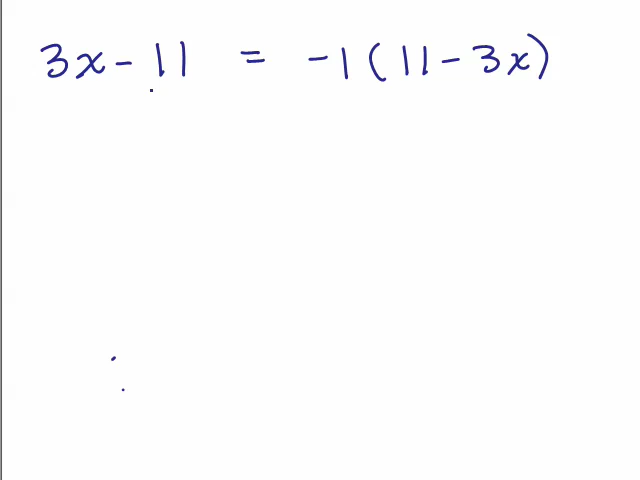 3x - 11 = -1 (11 - 3x)